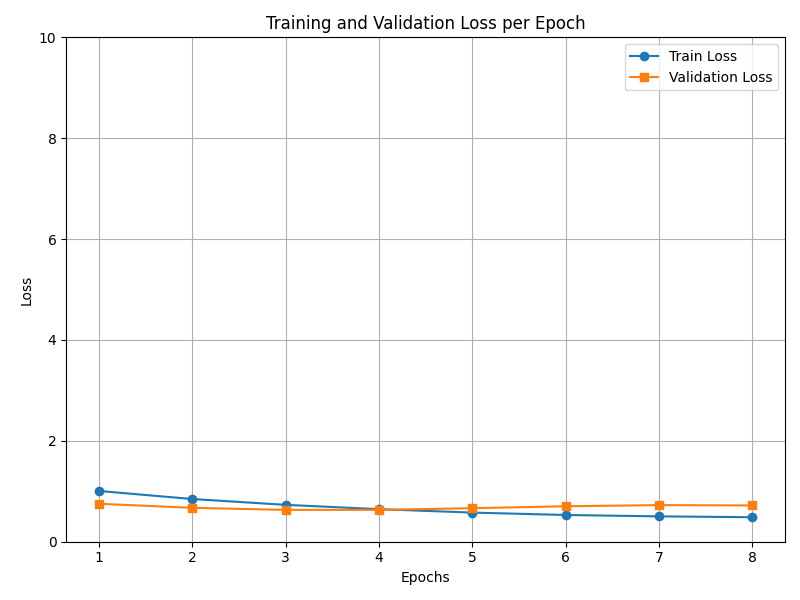 Training and Validation Loss per Epoch
10
8
6
4
2
0
Loss
Train Loss
Validation Loss
1 2 3 4 5 6 7 8
Epochs